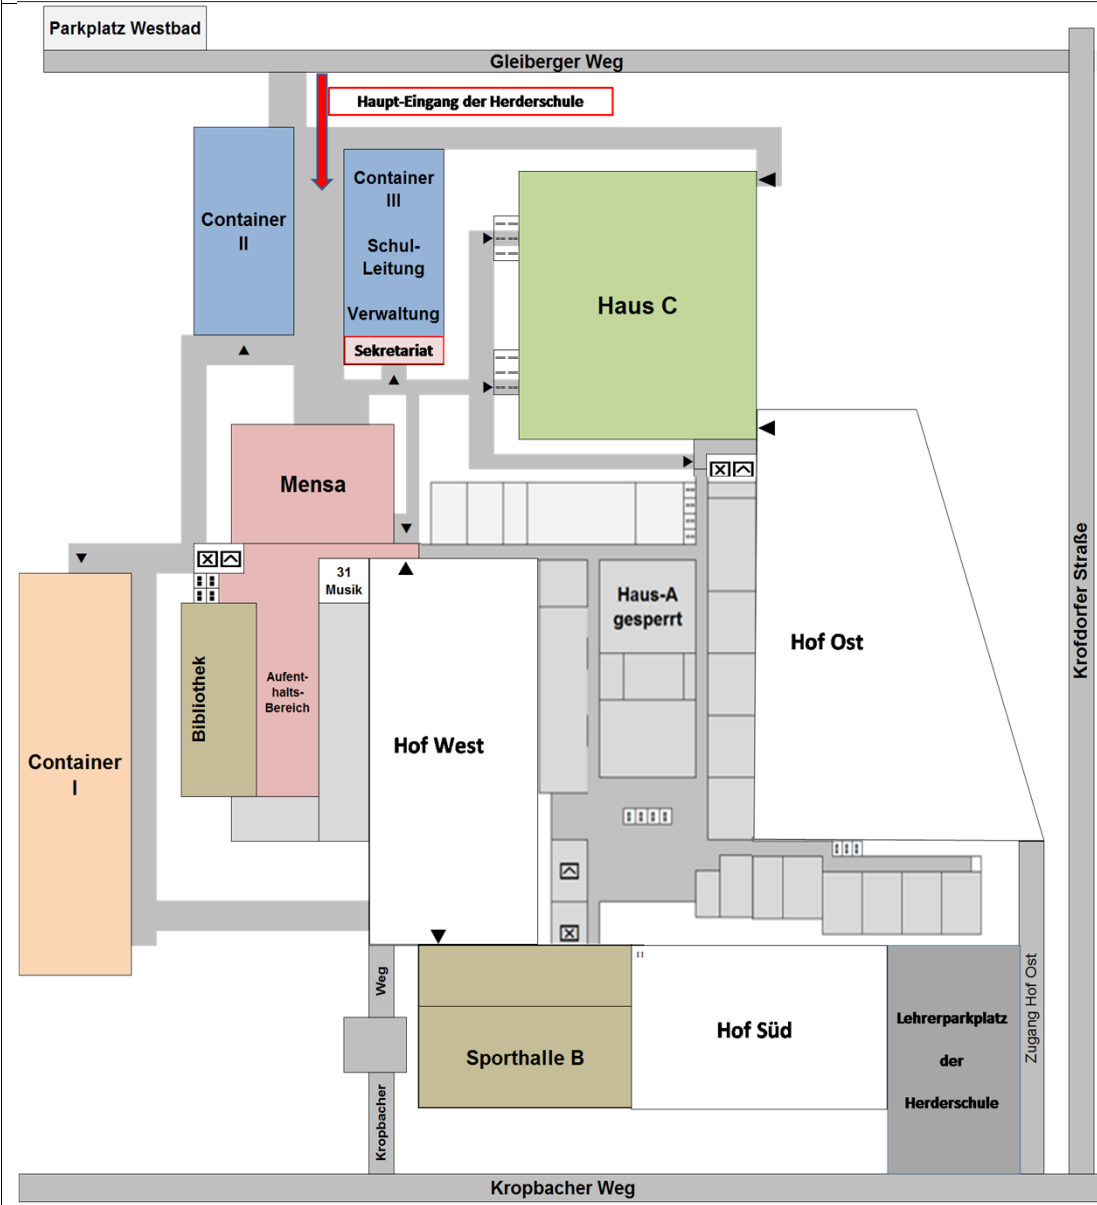 Parkplatz Westbad
Gleiberger Weg
Haupt-Eingang der Herderschule
Container
II
Container
III
Schul-
Leitung
Verwaltung
Sekretariat
Haus C
Mensa
31
Musik
Haus-A
gesperrt
Hof Ost
Krofdorfer Straße
Bibliothek
Aufent-
halts-
Bereich
Hof West
Container
I
Weg
Kropbacher
Sporthalle B
Hof Süd
Lehrerparkplatz
der
Herderschule
Zugang Hof Ost
Kropbacher Weg